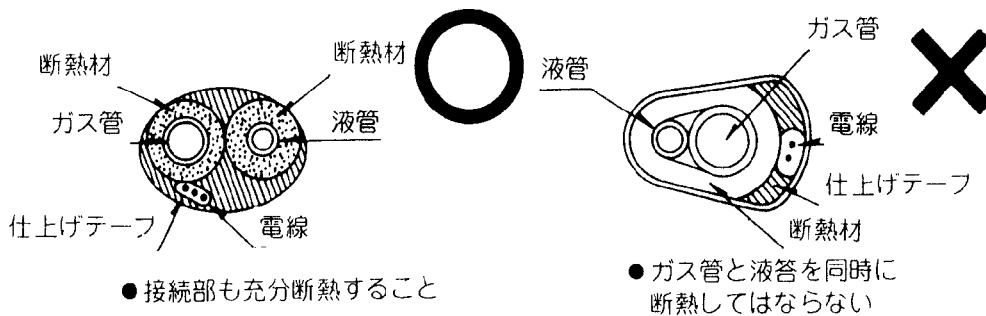 断熱材
断熱材
ガス管
液管
仕上げテープ
電線
●接続部も充分断熱すること
ガス管
液管
電線
仕上げテープ
断熱材
●ガス管と液答を同時に
断熱してはならない